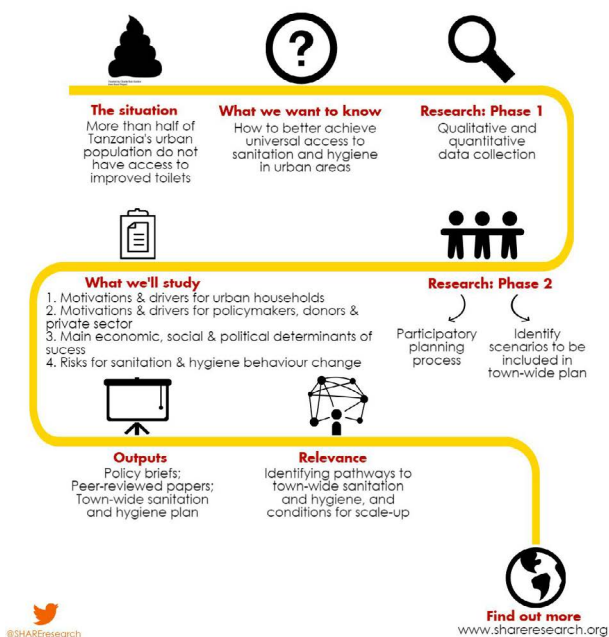 The situation
More than half of
Tanzania's urban
population do not
have access to
improved toilets
What we want to know
How to better achieve
universal access to
sanitation and hygiene
in urban areas
Research: Phase 1
Qualitative and
quantitative
data collection
Research: Phase 2
Participatory
planning
process
Identify
scenarios to be
included in
town-wide plan
What we'll study
1. Motivations & drivers for urban households
2. Motivations & drivers for policymakers, donors &
private sector
3. Main economic, social & political determinants of
sucess
4. Risks for sanitation & hygiene behaviour change
Outputs
Policy briefs;
Peer-reviewed papers;
Town-wide sanitation
and hygiene plan
Relevance
Identifying pathways to
town-wide sanitation
and hygiene, and
conditions for scale-up
Find out more
www.shareresearch.org
@SHAREresearch